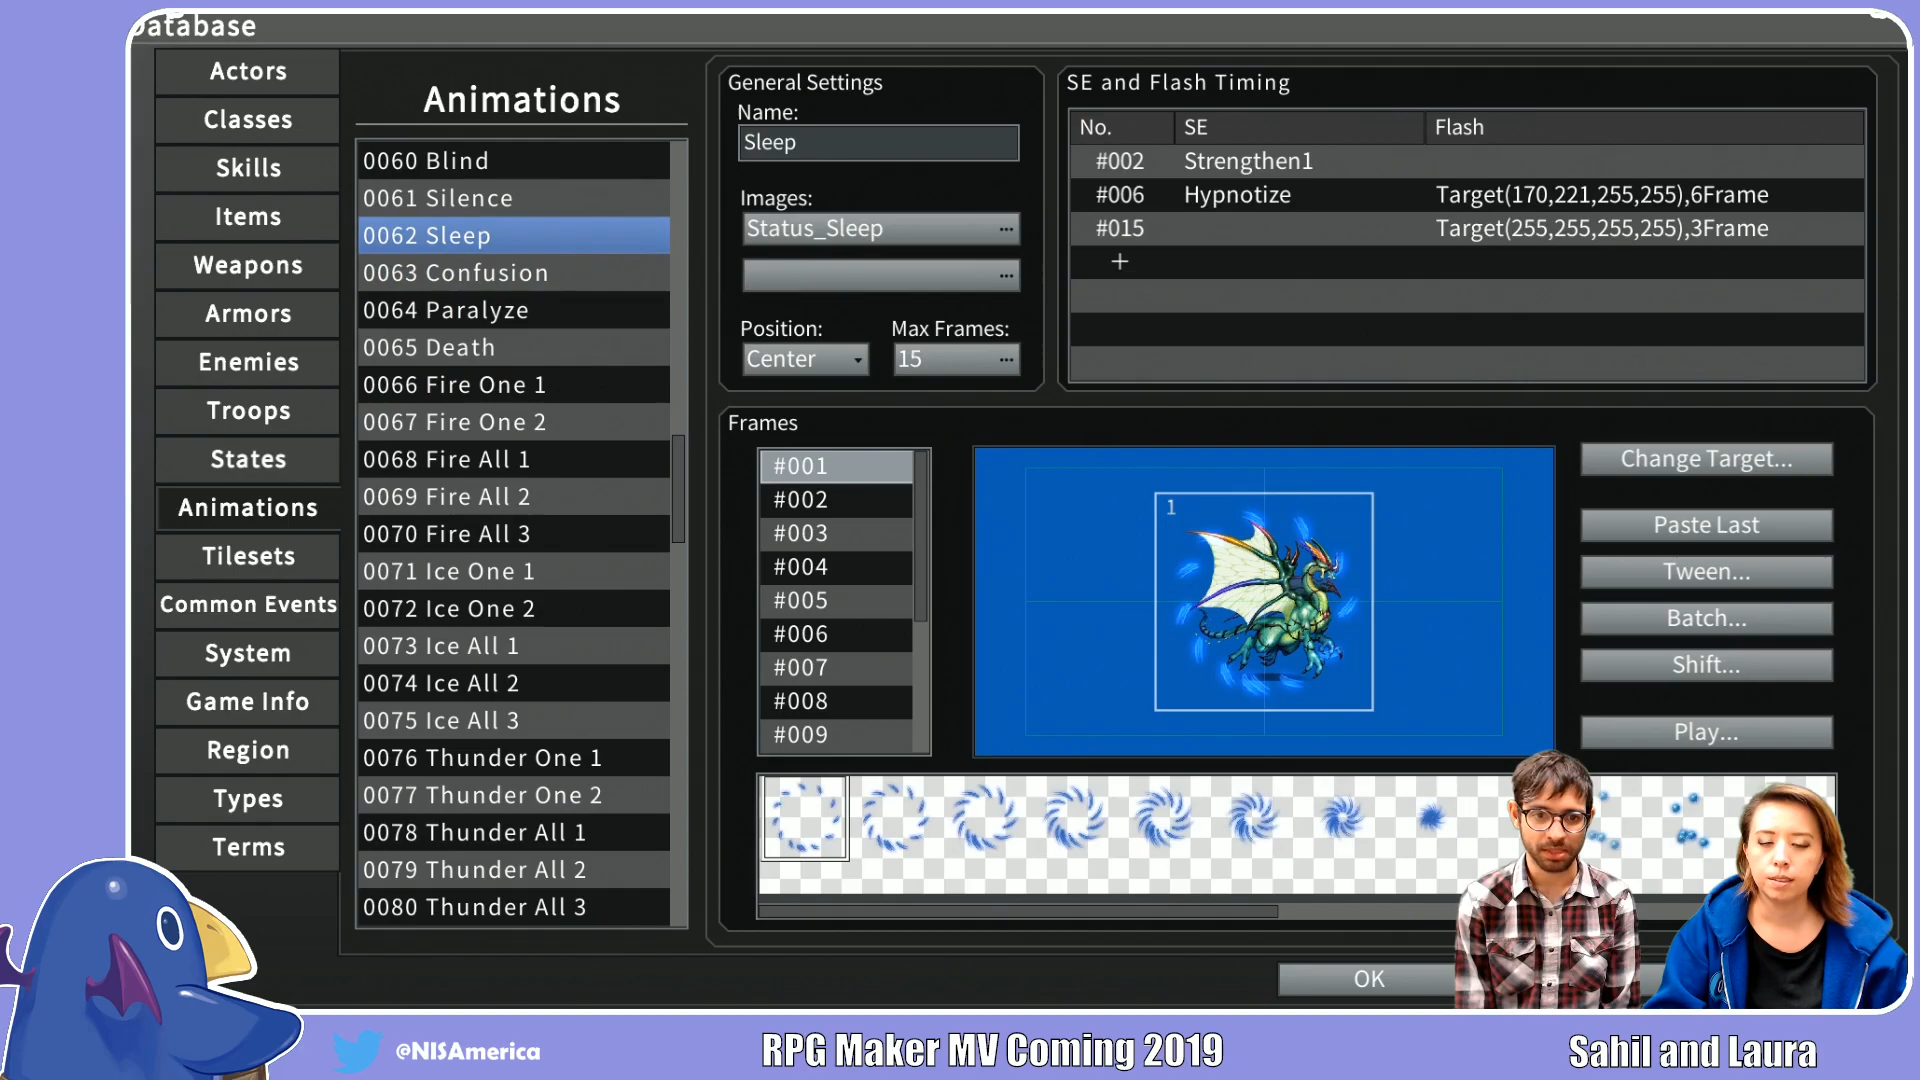 Database
Actors
Classes
Skills
Items
Weapons
Armors
Enemies
Troops
States
Animations
Tilesets
Common Events
System
Game Info
Region
Types
Terms
Animations
0060 Blind
0061 Silence
0062 Sleep
0063 Confusion
0064 Paralyze
0065 Death
0066 Fire One 1
0067 Fire One 2
0068 Fire All 1
0069 Fire All 2
0070 Fire All 3
0071 Ice One 1
0072 Ice One 2
0073 Ice All 1
0074 Ice All 2
0075 Ice All 3
0076 Thunder One 1
0077 Thunder One 2
0078 Thunder All 1
0079 Thunder All 2
0080 Thunder All 3
General Settings
Name:
Sleep
Images:
Status_Sleep ...
...
Position: Max Frames:
Center 15 ...
SE and Flash Timing
No. SE Flash
#002 Strengthen1
#006 Hypnotize Target(170,221,255,255),6Frame
#015 Target(255,255,255,255),3Frame
+
Frames
#001
#002
#003
#004
#005
#006
#007
#008
#009
1
Change Target...
Paste Last
Tween...
Batch...
Shift...
Play...
OK
@NISAmerica
RPG Maker MV Coming 2019
Sahil and Laura